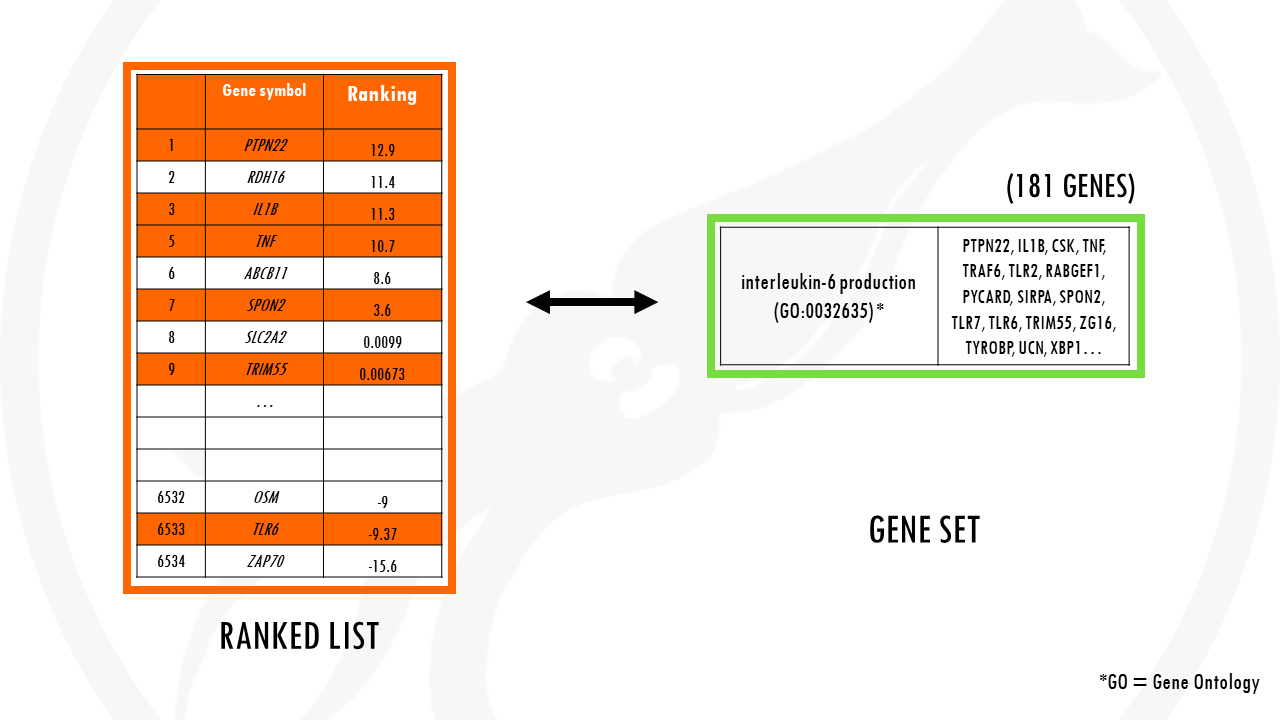 Gene symbol Ranking
1 PTPN22 12.9
2 RDH16 11.4
3 IL1B 11.3
5 TNF 10.7
6 ABCB11 8.6
7 SPON2 3.6
8 SLC2A2 0.0099
9 TRIM55 0.00673
...
6532 OSM -9
6533 TLR6 -9.37
6534 ZAP70 -15.6
RANKED LIST
(181 GENES)
interleukin-6 production
(GO:0032635)*
PTPN22, IL1B, CSK, TNF,
TRAF6, TLR2, RABGEF1,
PYCARD, SIRPA, SPON2,
TLR7, TLR6, TRIM55, ZG16,
TYROBP, UCN, XBP1...
GENE SET
*GO = Gene Ontology